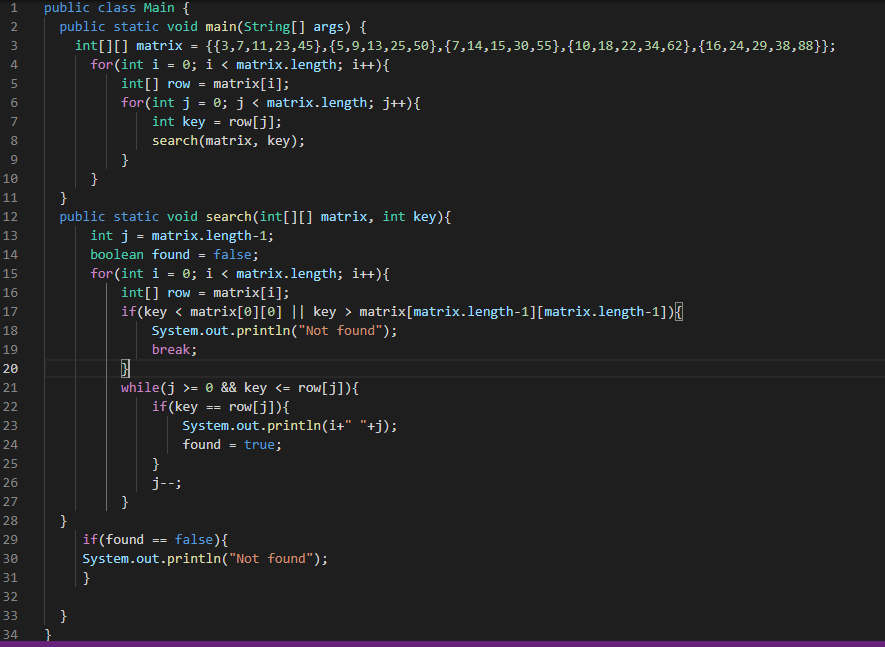 1 public class Main {
2 public static void main(String[] args) {
3 int[][] matrix = {{3,7,11,23,45},{5,9,13,25,50},{7,14,15,30,55},{10,18,22,34,62},{16,24,29,38,88}};
4 for(int i = 0; i < matrix.length; i++){
5 int[] row = matrix[i];
6 for(int j = 0; j < matrix.length; j++){
7 int key = row[j];
8 search(matrix, key);
9 }
10 }
11 }
12 public static void search(int[][] matrix, int key){
13 int j = matrix.length-1;
14 boolean found = false;
15 for(int i = 0; i < matrix.length; i++){
16 int[] row = matrix[i];
17 if(key < matrix[0][0] || key > matrix[matrix.length-1][matrix.length-1]){
18 System.out.println("Not found");
19 break;
20 }
21 while(j >= 0 && key <= row[j]){
22 if(key == row[j]){
23 System.out.println(i+" "+j);
24 found = true;
25 }
26 j--;
27 }
28 }
29 if(found == false){
30 System.out.println("Not found");
31 }
32
33 }
34 }